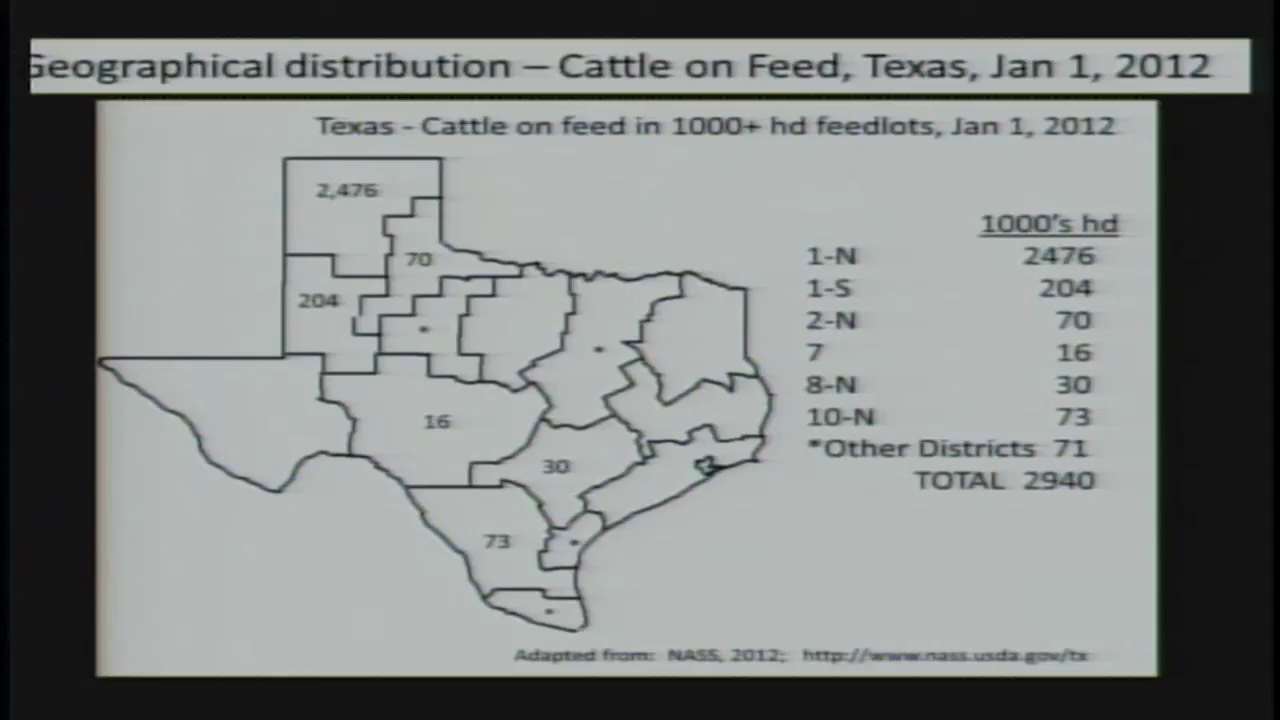 Geographical distribution – Cattle on Feed, Texas, Jan 1, 2012
Texas - Cattle on feed in 1000+ hd feedlots, Jan 1, 2012
2,476
70
204
*
*
16
30
73
*
*
1000's hd
1-N 2476
1-S 204
2-N 70
7 16
8-N 30
10-N 73
*Other Districts 71
TOTAL 2940
Adapted from: NASS, 2012; http://www.nass.usda.gov/tx